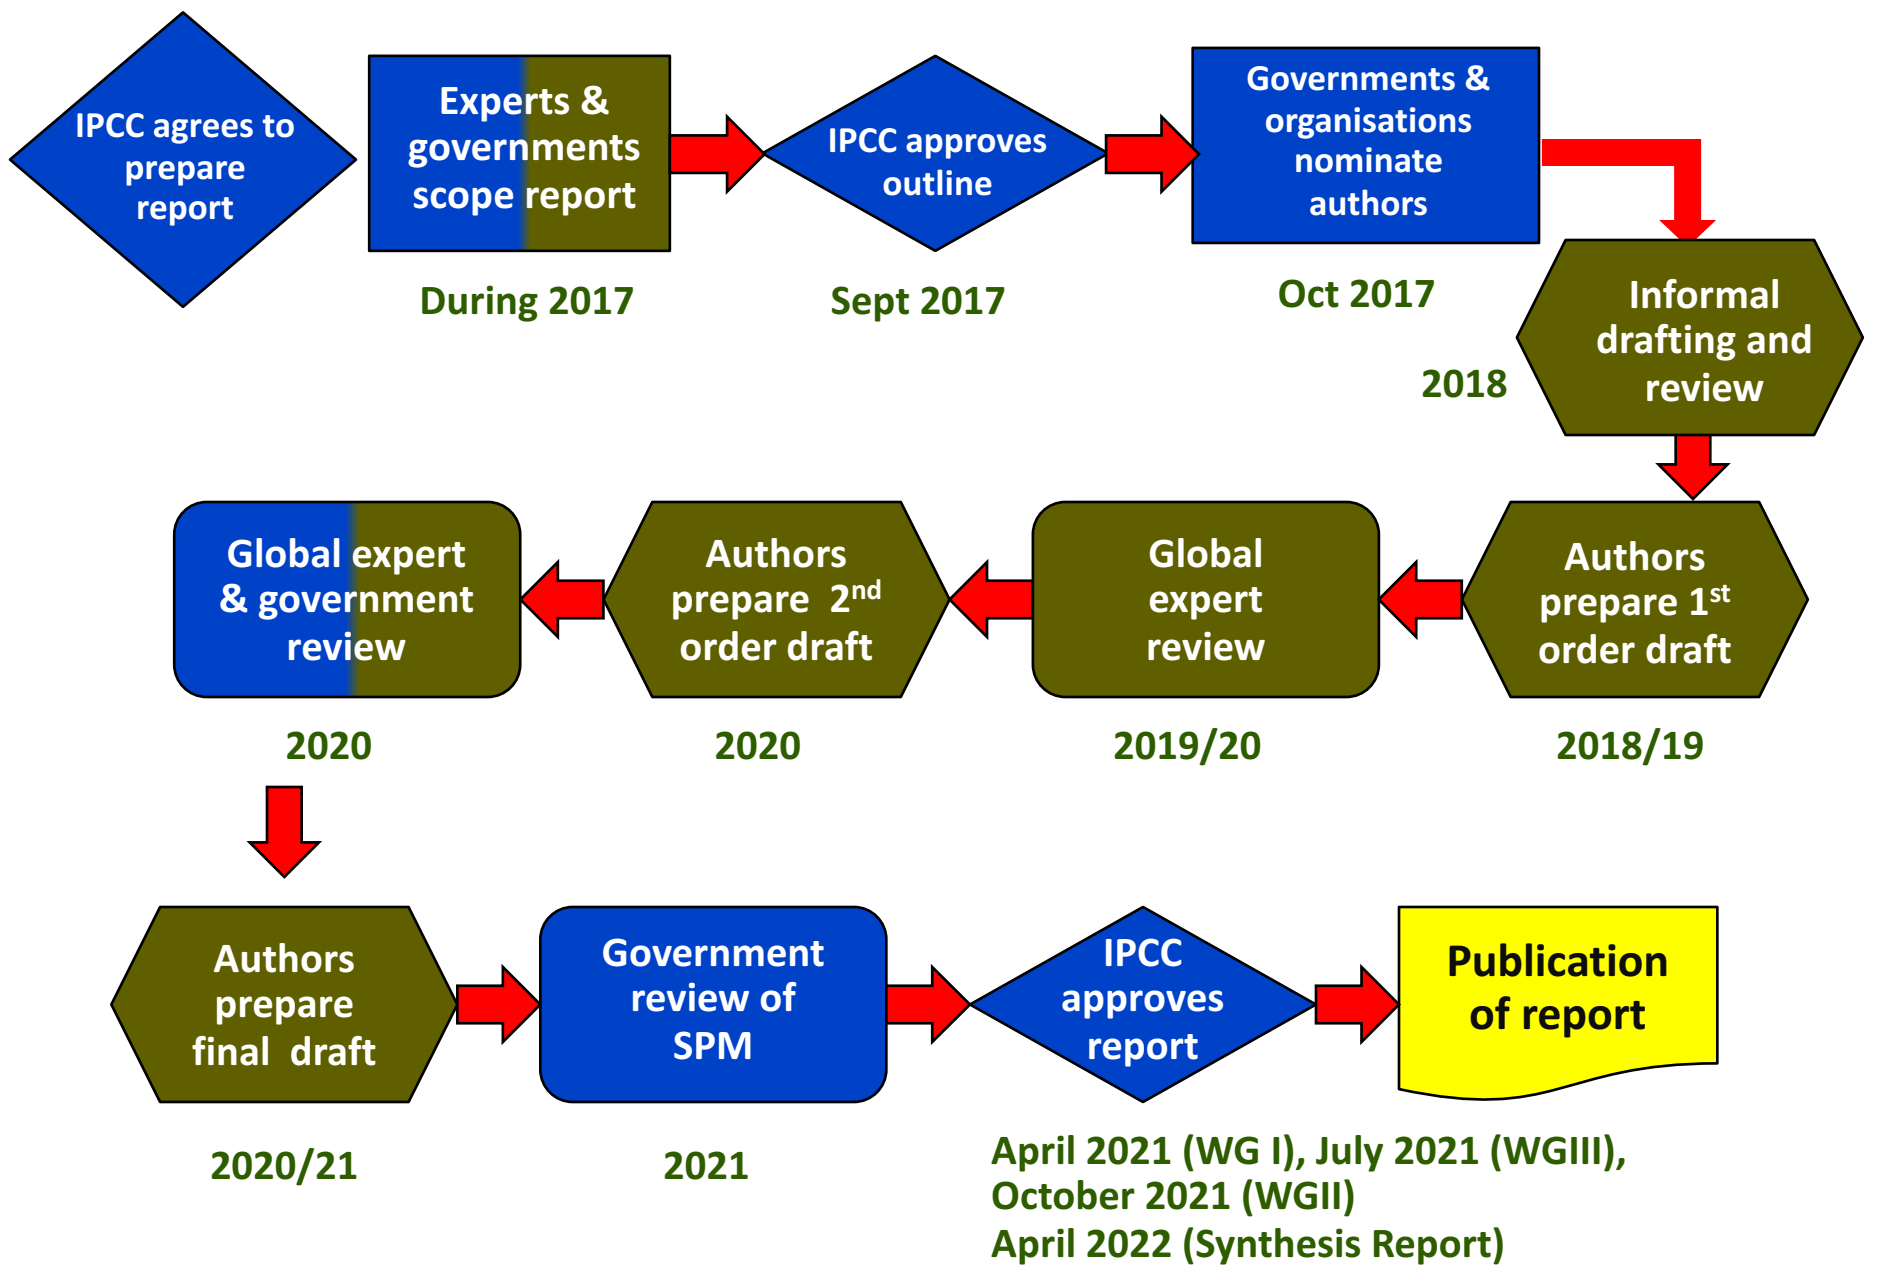 IPCC agrees to
prepare
report
Experts &
governments
scope report
During 2017
IPCC approves
outline
Sept 2017
Governments &
organisations
nominate
authors
Oct 2017
Informal
drafting and
review
2018
Authors
prepare 1st
order draft
2018/19
Global
expert
review
2019/20
Authors
prepare 2nd
order draft
2020
Global expert
& government
review
2020
Authors
prepare
final draft
2020/21
Government
review of
SPM
2021
IPCC
approves
report
April 2021 (WG I), July 2021 (WGIII),
October 2021 (WGII)
April 2022 (Synthesis Report)
Publication
of report